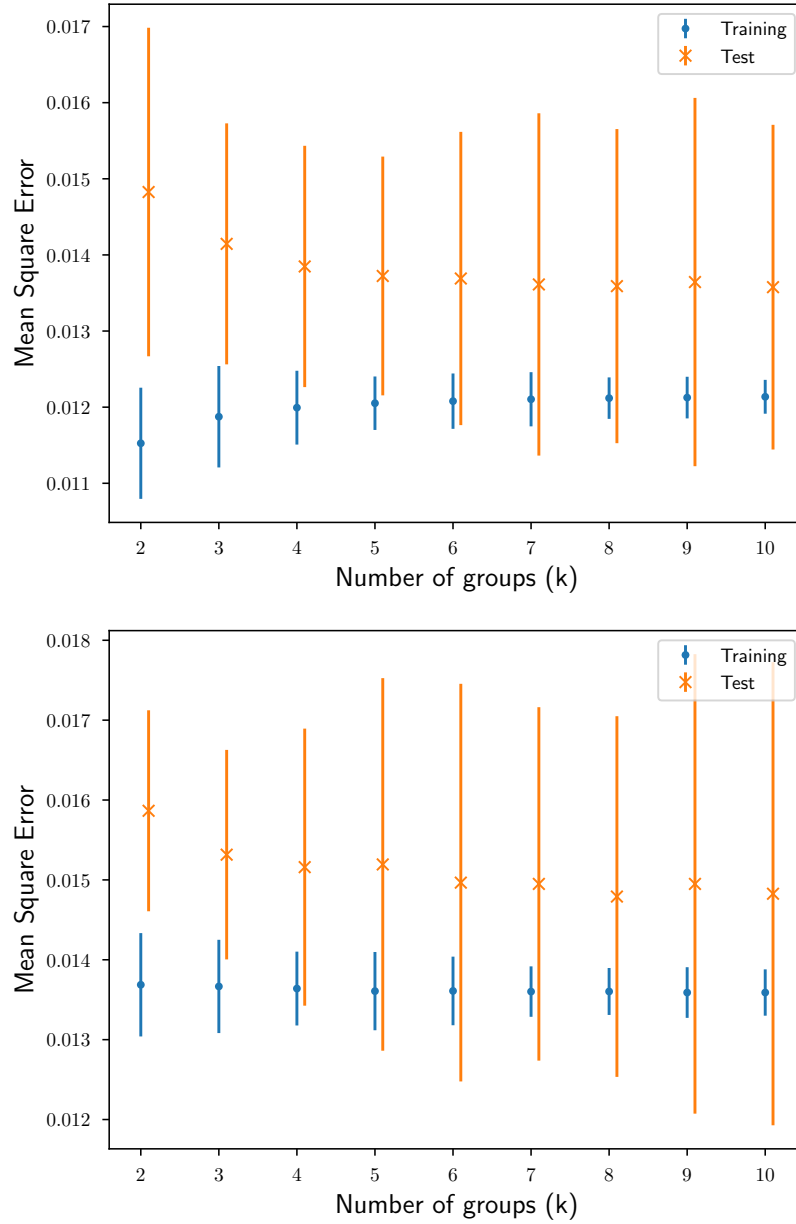 0.017
Training
Test
0.016
0.015
0.014
0.013
0.012
0.011
Mean Square Error
2 3 4 5 6 7 8 9 10
Number of groups (k)
0.018
Training
Test
0.017
0.016
0.015
0.014
0.013
0.012
Mean Square Error
2 3 4 5 6 7 8 9 10
Number of groups (k)